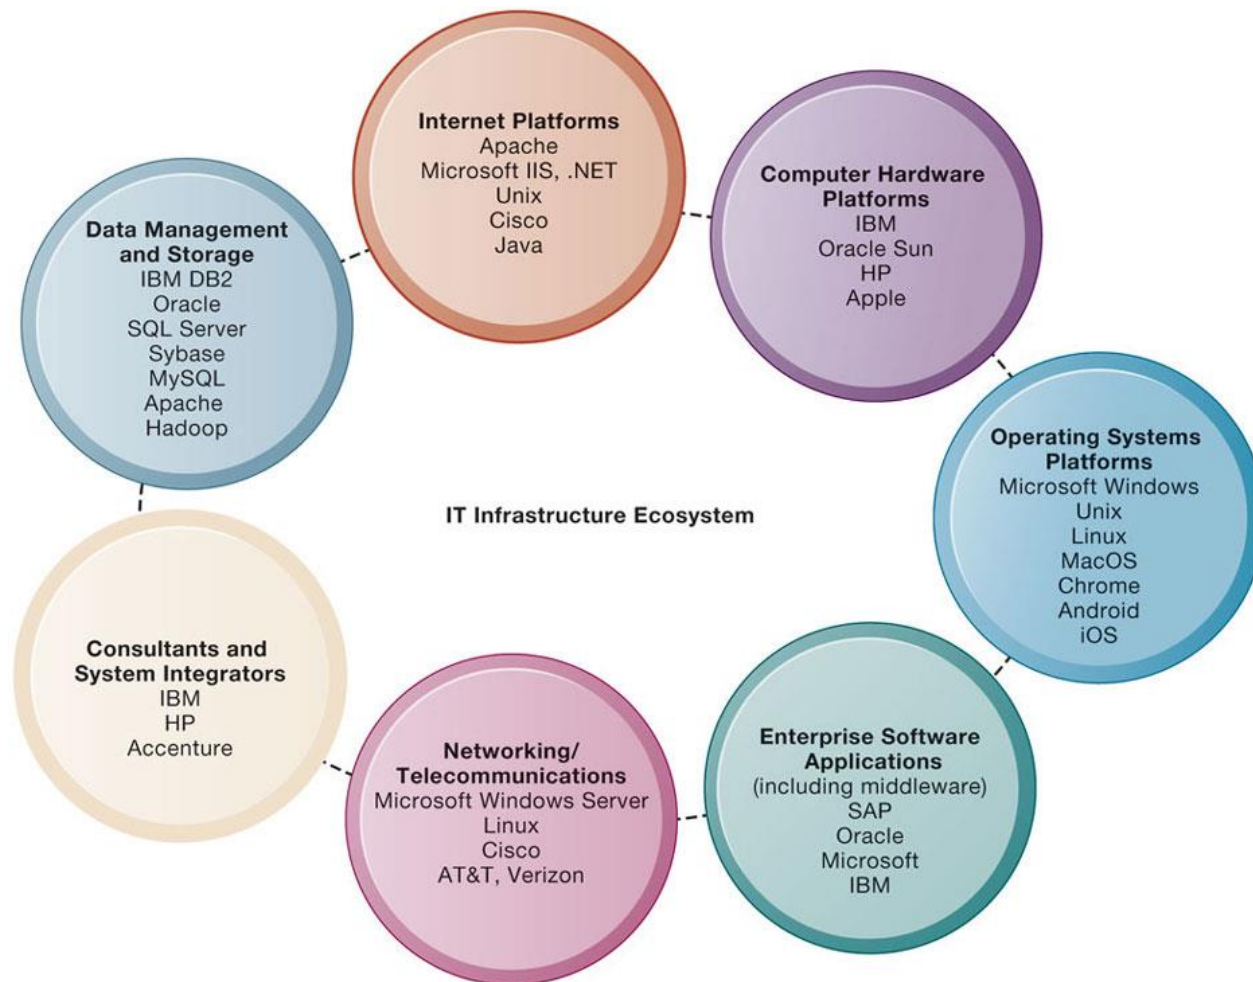 Internet Platforms
Apache
Microsoft IIS, .NET
Unix
Cisco
Java
Computer Hardware
Platforms
IBM
Oracle Sun
HP
Apple
Data Management
and Storage
IBM DB2
Oracle
SQL Server
Sybase
MySQL
Apache
Hadoop
Operating Systems
Platforms
Microsoft Windows
Unix
Linux
MacOS
Chrome
Android
iOS
IT Infrastructure Ecosystem
Consultants and
System Integrators
IBM
HP
Accenture
Networking/
Telecommunications
Microsoft Windows Server
Linux
Cisco
AT&T, Verizon
Enterprise Software
Applications
(including middleware)
SAP
Oracle
Microsoft
IBM